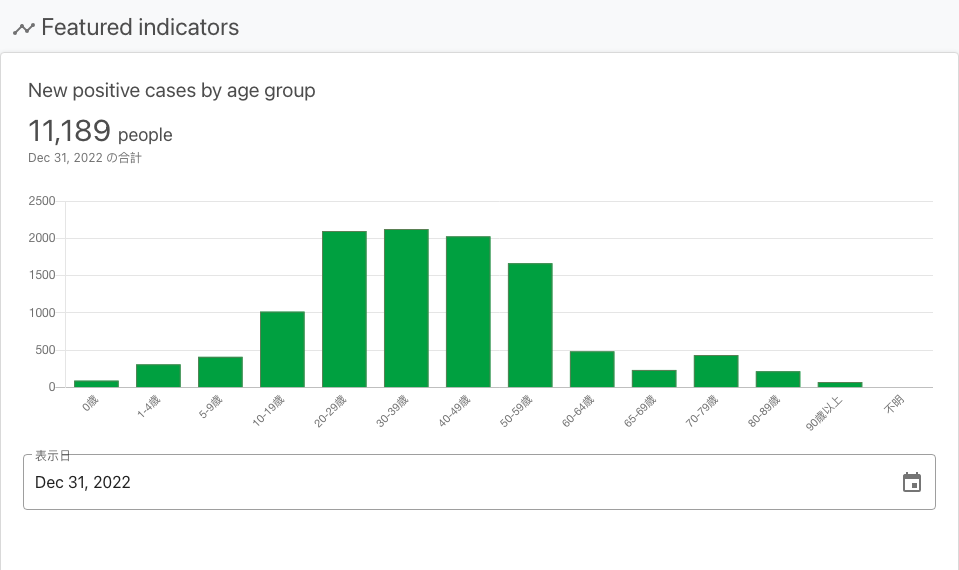 Featured indicators
New positive cases by age group
11,189 people
Dec 31, 2022 の合計
2500
2000
1500
1000
500
0
0歳
1-4歳
5-9歳
10-19歳
20-29歳
30-39歳
40-49歳
50-59歳
60-64歳
65-69歳
70-79歳
80-89歳
90歳以上
不明
表示日
Dec 31, 2022